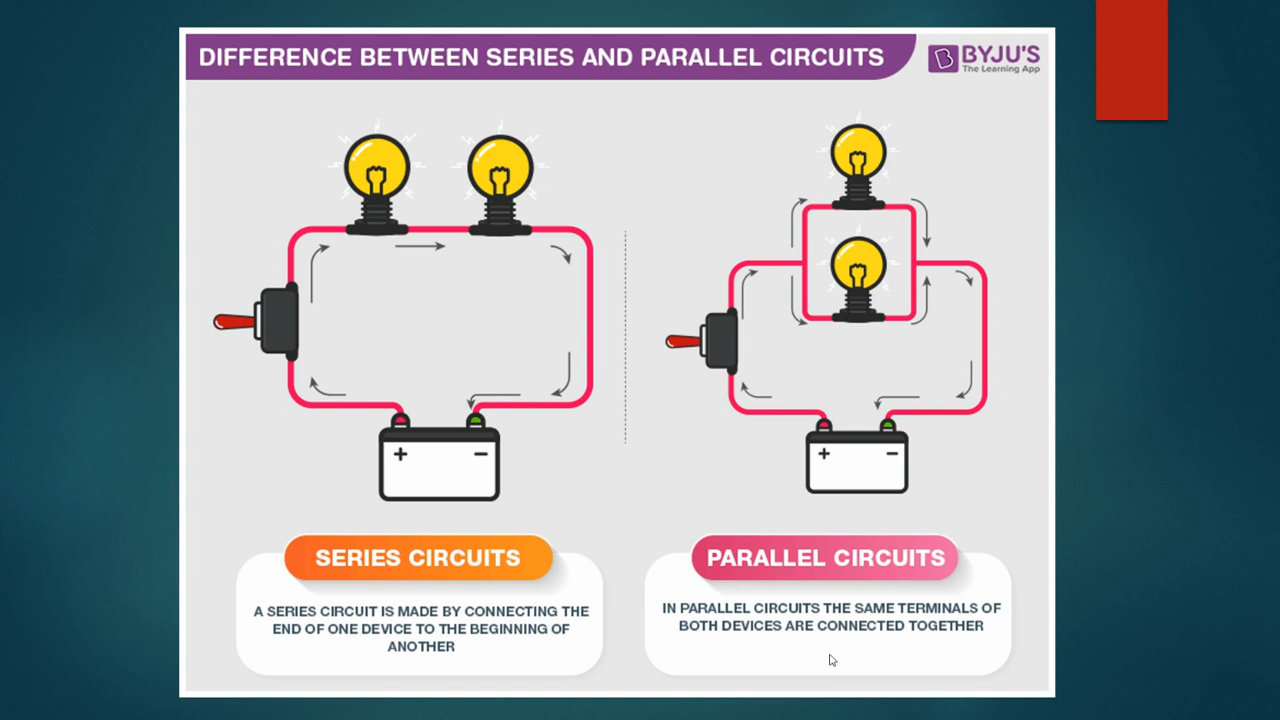 DIFFERENCE BETWEEN SERIES AND PARALLEL CIRCUITS
B BYJU'S
The Learning App
+ −
+ −
SERIES CIRCUITS
A SERIES CIRCUIT IS MADE BY CONNECTING THE
END OF ONE DEVICE TO THE BEGINNING OF
ANOTHER
PARALLEL CIRCUITS
IN PARALLEL CIRCUITS THE SAME TERMINALS OF
BOTH DEVICES ARE CONNECTED TOGETHER